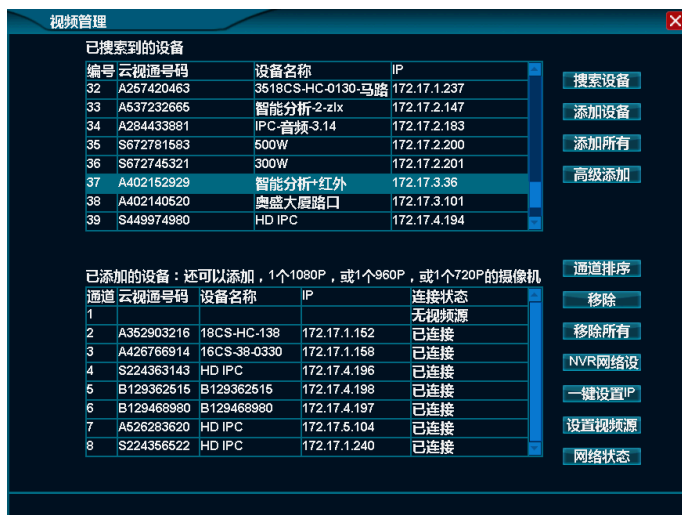 视频管理
已搜索到的设备
编号 云视通号码 设备名称 IP
32 A257420463 3518CS-HC-0130-马路 172.17.1.237
33 A537232665 智能分析-2-zlx 172.17.2.147
34 A284433881 IPC-音频-3.14 172.17.2.183
35 S672781583 500W 172.17.2.200
36 S672745321 300W 172.17.2.201
37 A402152929 智能分析+红外 172.17.3.36
38 A402140520 奥盛大厦路口 172.17.3.101
39 S449974980 HD IPC 172.17.4.194
搜索设备
添加设备
添加所有
高级添加
已添加的设备：还可以添加，1个1080P，或1个960P，或1个720P的摄像机
通道 云视通号码 设备名称 IP 连接状态
1 无视频源
2 A352903216 18CS-HC-138 172.17.1.152 已连接
3 A426766914 16CS-38-0330 172.17.1.158 已连接
4 S224363143 HD IPC 172.17.4.196 已连接
5 B129362515 B129362515 172.17.4.198 已连接
6 B129468980 B129468980 172.17.4.197 已连接
7 A526283620 HD IPC 172.17.5.104 已连接
8 S224356522 HD IPC 172.17.1.240 已连接
通道排序
移除
移除所有
NVR网络设
一键设置IP
设置视频源
网络状态